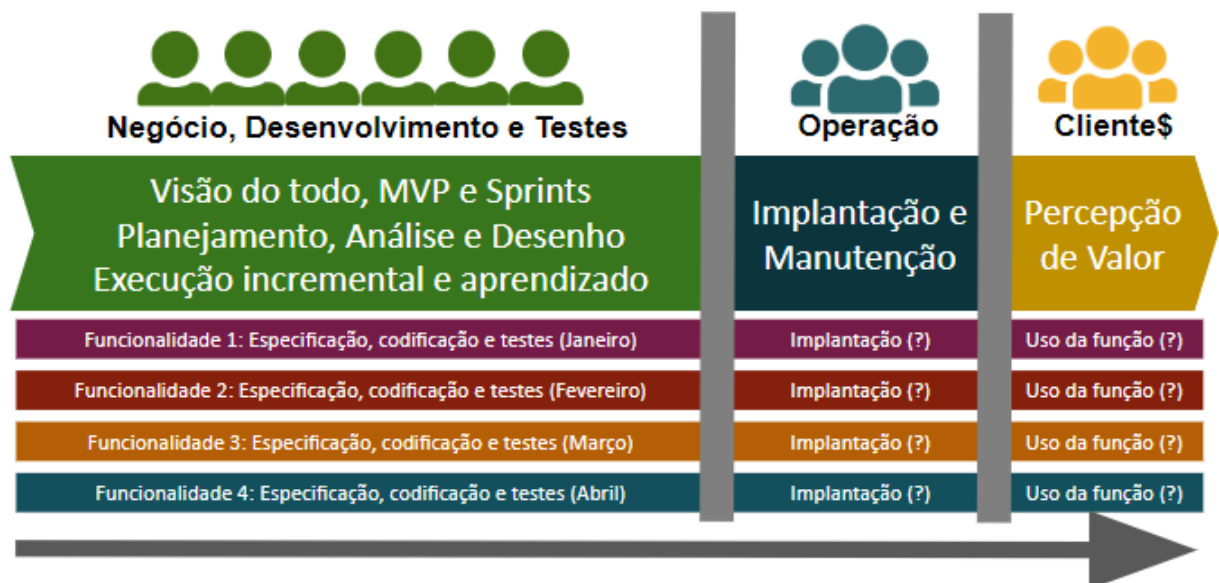 Negócio, Desenvolvimento e Testes
Operação
Cliente$
Visão do todo, MVP e Sprints
Planejamento, Análise e Desenho
Execução incremental e aprendizado
Implantação e
Manutenção
Percepção
de Valor
Funcionalidade 1: Especificação, codificação e testes (Janeiro)
Implantação (?)
Uso da função (?)
Funcionalidade 2: Especificação, codificação e testes (Fevereiro)
Implantação (?)
Uso da função (?)
Funcionalidade 3: Especificação, codificação e testes (Março)
Implantação (?)
Uso da função (?)
Funcionalidade 4: Especificação, codificação e testes (Abril)
Implantação (?)
Uso da função (?)